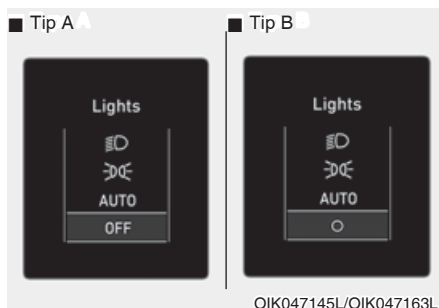 ■ Tip A
■ Tip B
Lights
AUTO
OFF
Lights
AUTO
O
OIK047145L/OIK047163L